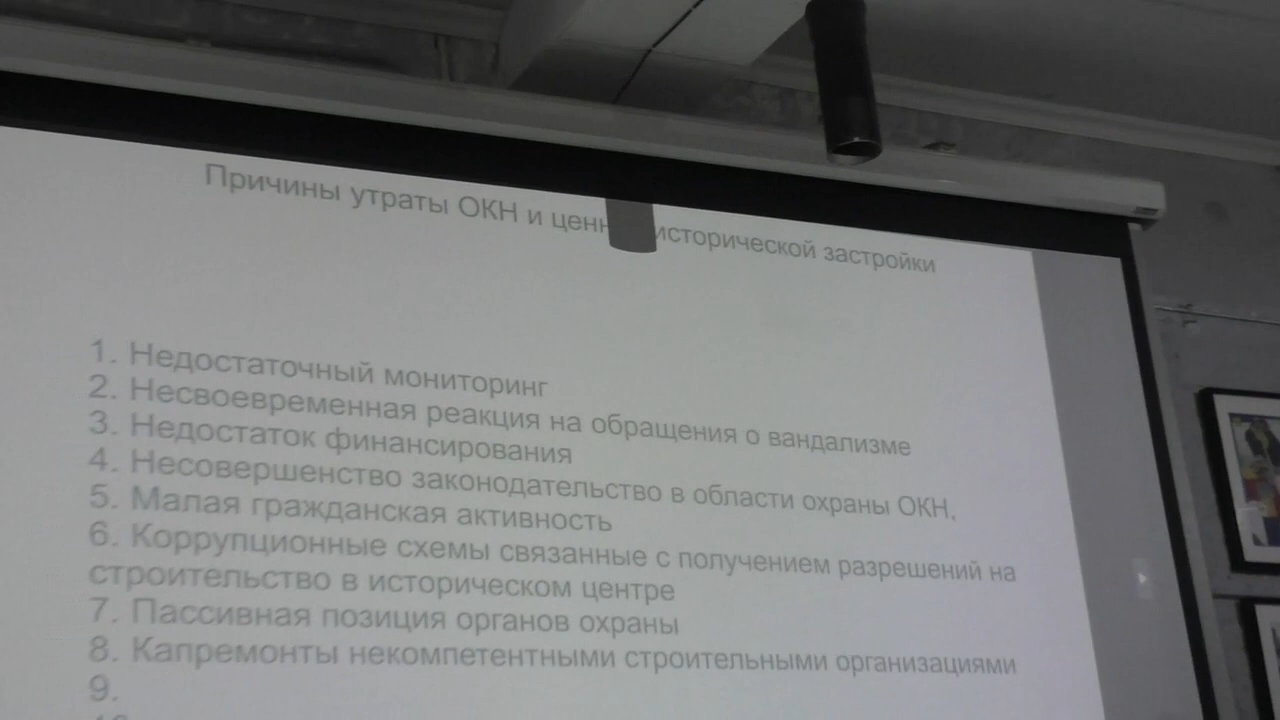 Причины утраты ОКН и ценн исторической застройки
1. Недостаточный мониторинг
2. Несвоевременная реакция на обращения о вандализме
3. Недостаток финансирования
4. Несовершенство законодательство в области охраны ОКН,
5. Малая гражданская активность
6. Коррупционные схемы связанные с получением разрешений на
строительство в историческом центре
7. Пассивная позиция органов охраны
8. Капремонты некомпетентными строительными организациями
9.